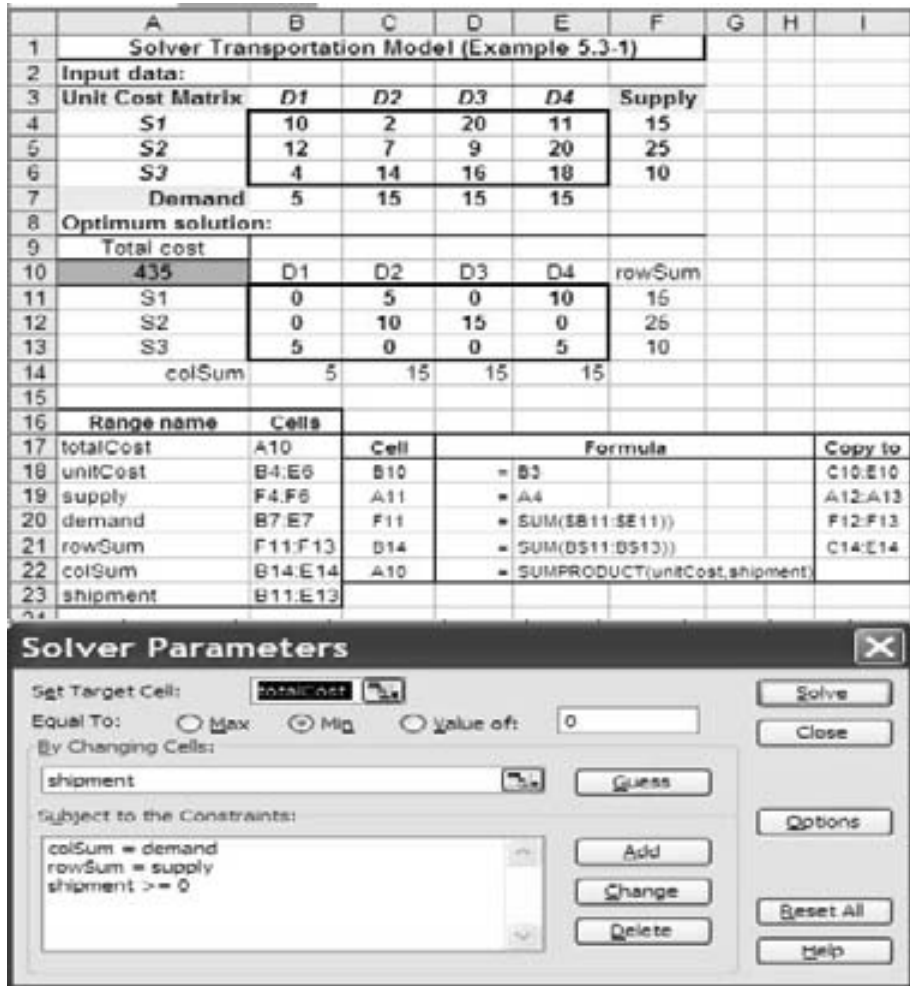 A B C D E F G H I
1 Solver Transportation Model (Example 5.3-1)
2 Input data:
3 Unit Cost Matrix D1 D2 D3 D4 Supply
4 S1 10 2 20 11 15
5 S2 12 7 9 20 25
6 S3 4 14 16 18 10
7 Demand 5 15 15 15
8 Optimum solution:
9 Total cost
10 435 D1 D2 D3 D4 rowSum
11 S1 0 5 0 10 15
12 S2 0 10 15 0 25
13 S3 5 0 0 5 10
14 colSum 5 15 15 15
15
16 Range name Cells
17 totalCost A10 Cell Formula Copy to
18 unitCost B4:E6 B10 = B3 C10:E10
19 supply F4:F6 A11 = A4 A12:A13
20 demand B7:E7 F11 = SUM($B11:$E11)) F12:F13
21 rowSum F11:F13 B14 = SUM(B$11:B$13)) C14:E14
22 colSum B14:E14 A10 = SUMPRODUCT(unitCost,shipment)
23 shipment B11:E13
Solver Parameters
Set Target Cell: totalCost Solve
Equal To: Max Min Value of: 0 Close
By Changing Cells:
shipment Guess
Subject to the Constraints: Options
colSum = demand Add
rowSum = supply
shipment >= 0 Change
Reset All
Delete
Help